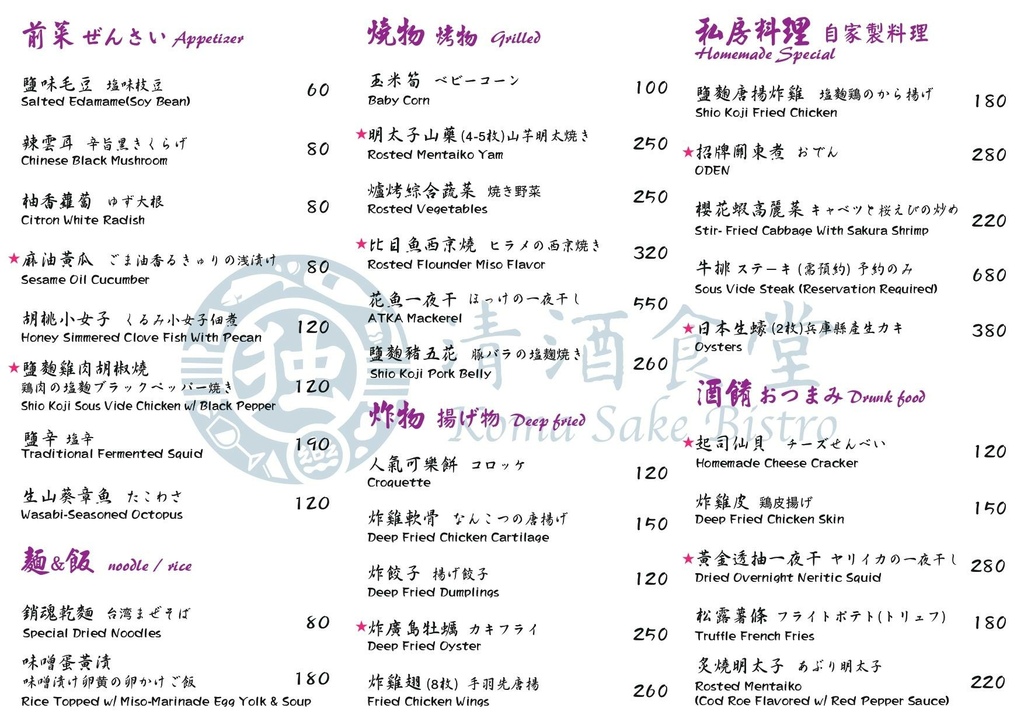 前菜 ぜんさい Appetizer
鹽味毛豆 塩味枝豆 60
Salted Edamame(Soy Bean)
辣雲耳 辛旨黒きくらげ 80
Chinese Black Mushroom
柚香蘿蔔 ゆず大根 80
Citron White Radish
★麻油黃瓜 ごま油香るきゅりの浅漬け 80
Sesame Oil Cucumber
胡桃小女子 くるみ小女子佃煮 120
Honey Simmered Clove Fish With Pecan
★鹽麴雞肉胡椒燒
鶏肉の塩麹ブラックペッパー焼き 120
Shio Koji Sous Vide Chicken w/ Black Pepper
鹽辛 塩辛 190
Traditional Fermented Squid
生山葵章魚 たこわさ 120
Wasabi-Seasoned Octopus
麵&飯 noodle / rice
銷魂乾麵 台湾まぜそば 80
Special Dried Noodles
味噌蛋黃漬
味噌漬け卵黄の卵かけご飯 180
Rice Topped w/ Miso-Marinade Egg Yolk & Soup
燒物 烤物 Grilled
玉米筍 ベビーコーン 100
Baby Corn
★明太子山藥(4-5枚)山芋明太焼き 250
Rosted Mentaiko Yam
爐烤綜合蔬菜 焼き野菜 250
Rosted Vegetables
★比目魚西京燒 ヒラメの西京焼き 320
Rosted Flounder Miso Flavor
花魚一夜干 ほっけの一夜干し 550
ATKA Mackerel
鹽麴豬五花 豚バラの塩麹焼き 260
Shio Koji Pork Belly
炸物 揚げ物 Deep fried
人氣可樂餅 コロッケ 120
Croquette
炸雞軟骨 なんこつの唐揚げ 150
Deep Fried Chicken Cartilage
炸餃子 揚げ餃子 120
Deep Fried Dumplings
★炸廣島牡蠣 カキフライ 250
Deep Fried Oyster
炸雞翅(8枚) 手羽先唐揚 260
Fried Chicken Wings
私房料理 自家製料理
Homemade Special
鹽麴唐揚炸雞 塩麹鶏のから揚げ 180
Shio Koji Fried Chicken
★招牌關東煮 おでん 280
ODEN
櫻花蝦高麗菜 キャベツと桜えびの炒め 220
Stir- Fried Cabbage With Sakura Shrimp
牛排 ステーキ (需預約) 予約のみ 680
Sous Vide Steak (Reservation Required)
★日本生蠔(2枚)兵庫縣産生カキ 380
Oysters
酒餚 おつまみ Drunk food
★起司仙貝 チーズせんべい 120
Homemade Cheese Cracker
炸雞皮 鶏皮揚げ 150
Deep Fried Chicken Skin
★黃金透抽一夜干 ヤリイカの一夜干し 280
Dried Overnight Neritic Squid
松露薯條 フライトポテト(トリュフ) 180
Truffle French Fries
炙燒明太子 あぶり明太子 220
Rosted Mentaiko
(Cod Roe Flavored w/ Red Pepper Sauce)
独 清酒食堂
Koma Sake Bistro